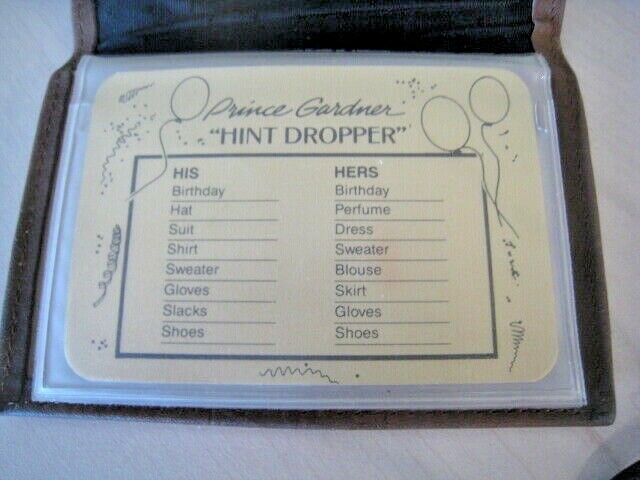 Prince Gardner
"HINT DROPPER"
HIS
Birthday
Hat
Suit
Shirt
Sweater
Gloves
Slacks
Shoes
HERS
Birthday
Perfume
Dress
Sweater
Blouse
Skirt
Gloves
Shoes